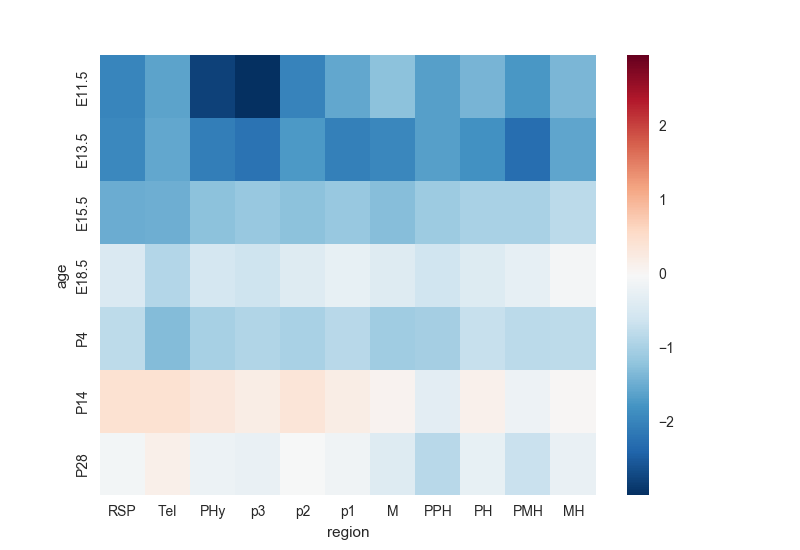 age
E11.5
E13.5
E15.5
E18.5
P4
P14
P28
RSP Tel PHy p3 p2 p1 M PPH PH PMH MH
region
2
1
0
−1
−2